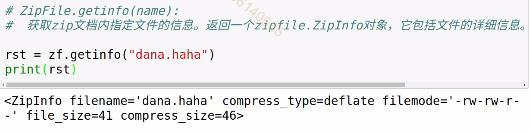 # ZipFile.getinfo(name):
#  获取zip文档内指定文件的信息。返回一个zipfile.ZipInfo对象，它包括文件的详细信息。
rst = zf.getinfo("dana.haha")
print(rst)
<ZipInfo filename='dana.haha' compress_type=deflate filemode='-rw-rw-r-
-' file_size=41 compress_size=46>